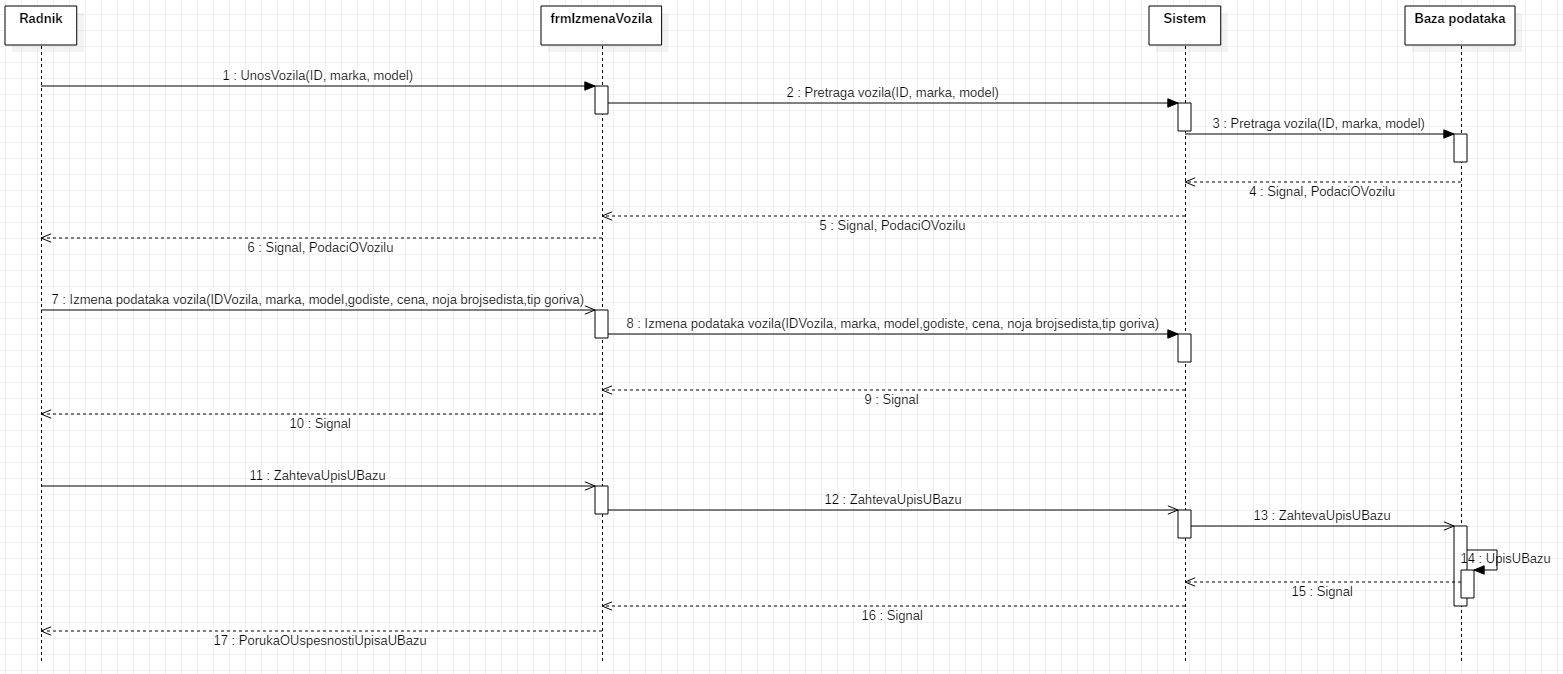 Radnik
frmIzmenaVozila
Sistem
Baza podataka
1 : UnosVozila(ID, marka, model)
2 : Pretraga vozila(ID, marka, model)
3 : Pretraga vozila(ID, marka, model)
4 : Signal, PodaciOVozilu
5 : Signal, PodaciOVozilu
6 : Signal, PodaciOVozilu
7 : Izmena podataka vozila(IDVozila, marka, model,godiste, cena, noja brojsedista,tip goriva)
8 : Izmena podataka vozila(IDVozila, marka, model,godiste, cena, noja brojsedista,tip goriva)
9 : Signal
10 : Signal
11 : ZahtevaUpisUBazu
12 : ZahtevaUpisUBazu
13 : ZahtevaUpisUBazu
14 : UpisUBazu
15 : Signal
16 : Signal
17 : PorukaOUspesnostiUpisaUBazu